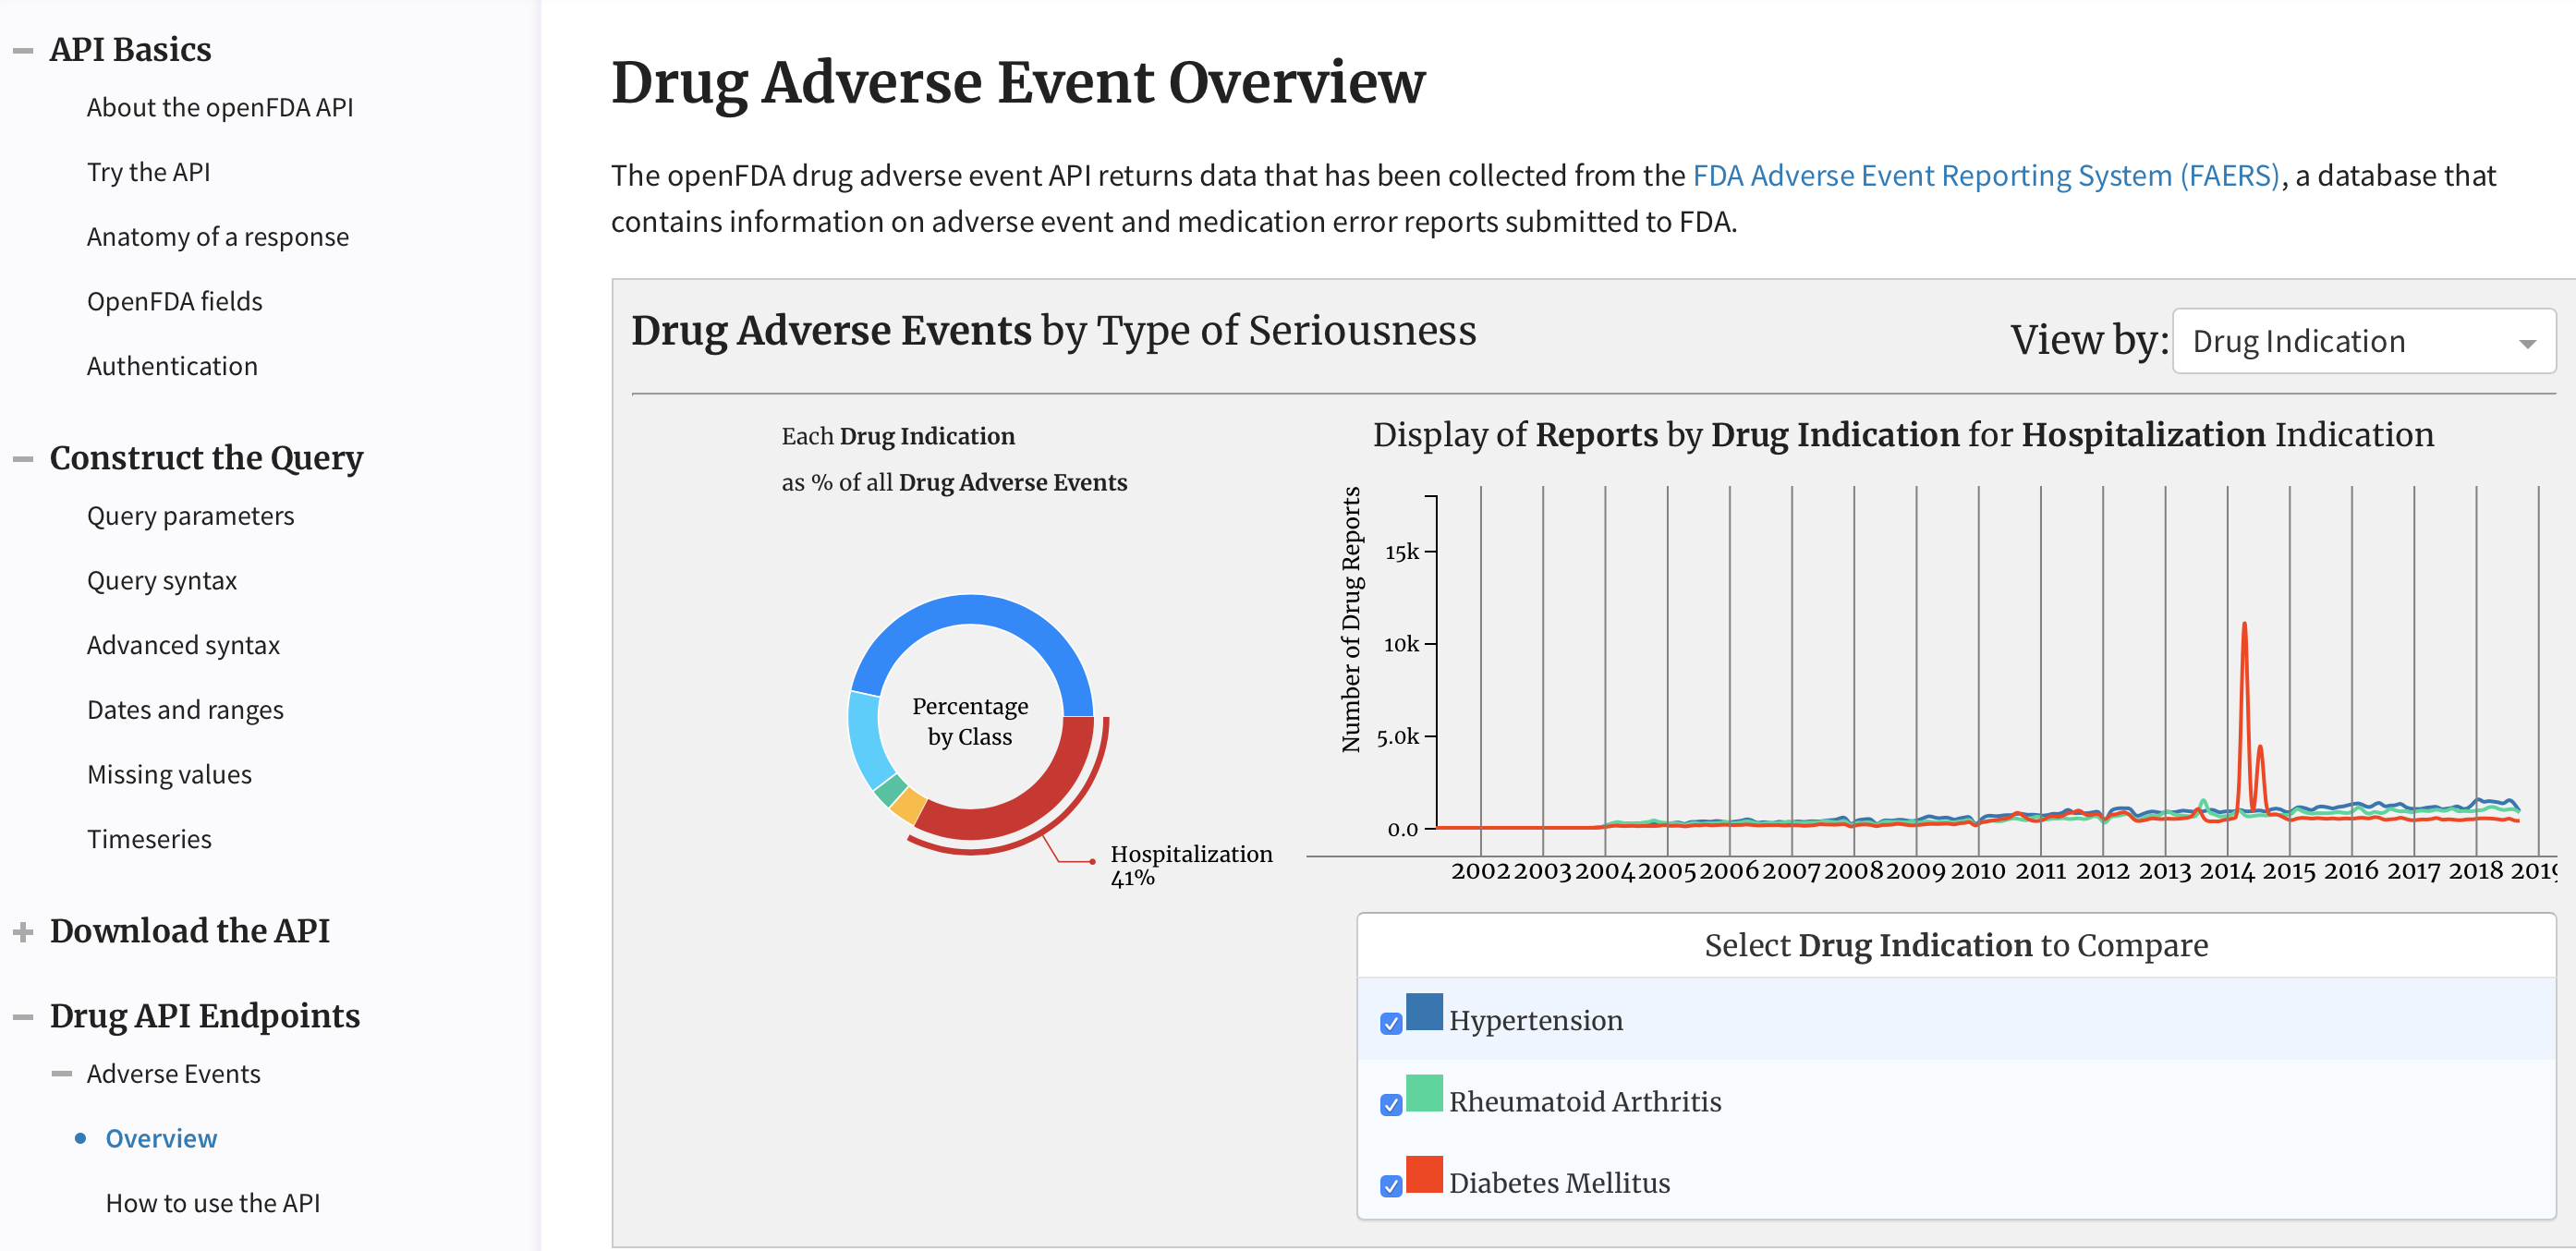 API Basics
About the openFDA API
Try the API
Anatomy of a response
OpenFDA fields
Authentication
Construct the Query
Query parameters
Query syntax
Advanced syntax
Dates and ranges
Missing values
Timeseries
Download the API
Drug API Endpoints
Adverse Events
Overview
How to use the API
Drug Adverse Event Overview
The openFDA drug adverse event API returns data that has been collected from the FDA Adverse Event Reporting System (FAERS), a database that
contains information on adverse event and medication error reports submitted to FDA.
Drug Adverse Events by Type of Seriousness
View by: Drug Indication
Each Drug Indication
as % of all Drug Adverse Events
Percentage
by Class
Hospitalization
41%
Display of Reports by Drug Indication for Hospitalization Indication
Number of Drug Reports
15k
10k
5.0k
0.0
2002 2003 2004 2005 2006 2007 2008 2009 2010 2011 2012 2013 2014 2015 2016 2017 2018 2019
Select Drug Indication to Compare
Hypertension
Rheumatoid Arthritis
Diabetes Mellitus